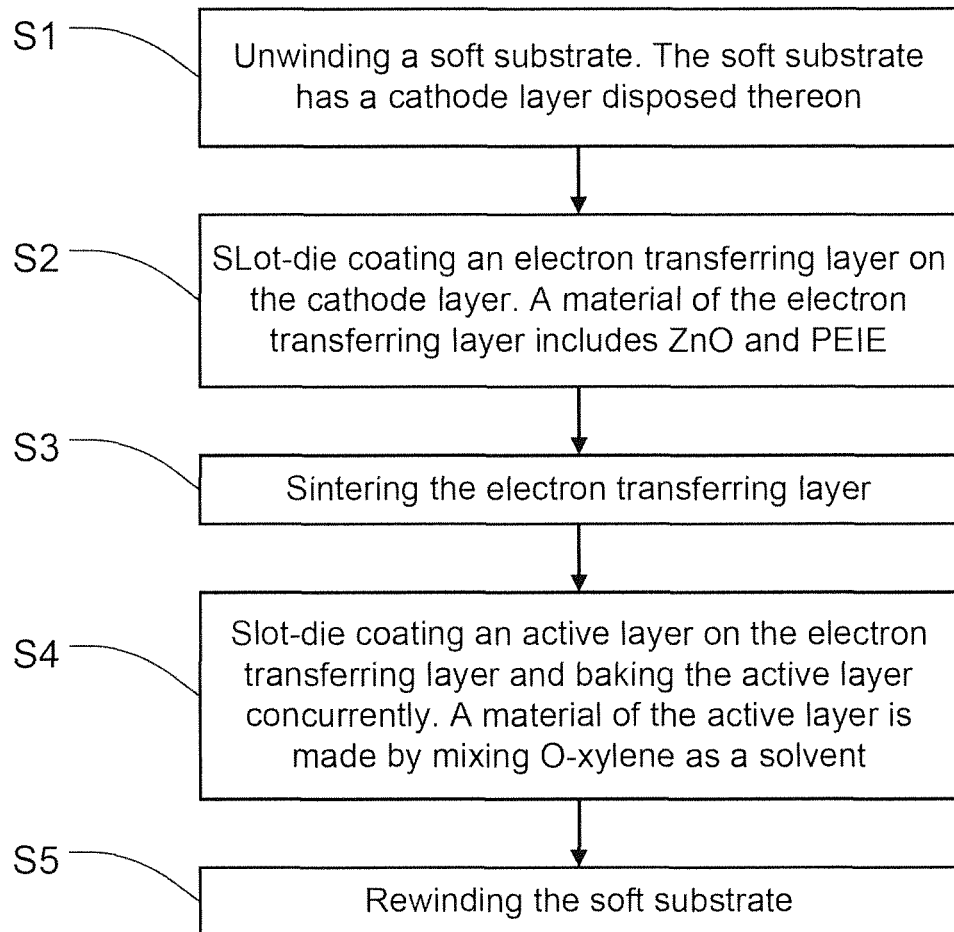 S1
Unwinding a soft substrate. The soft substrate
has a cathode layer disposed thereon
S2
SLot-die coating an electron transferring layer on
the cathode layer. A material of the electron
transferring layer includes ZnO and PEIE
S3
Sintering the electron transferring layer
S4
Slot-die coating an active layer on the electron
transferring layer and baking the active layer
concurrently. A material of the active layer is
made by mixing O-xylene as a solvent
S5
Rewinding the soft substrate